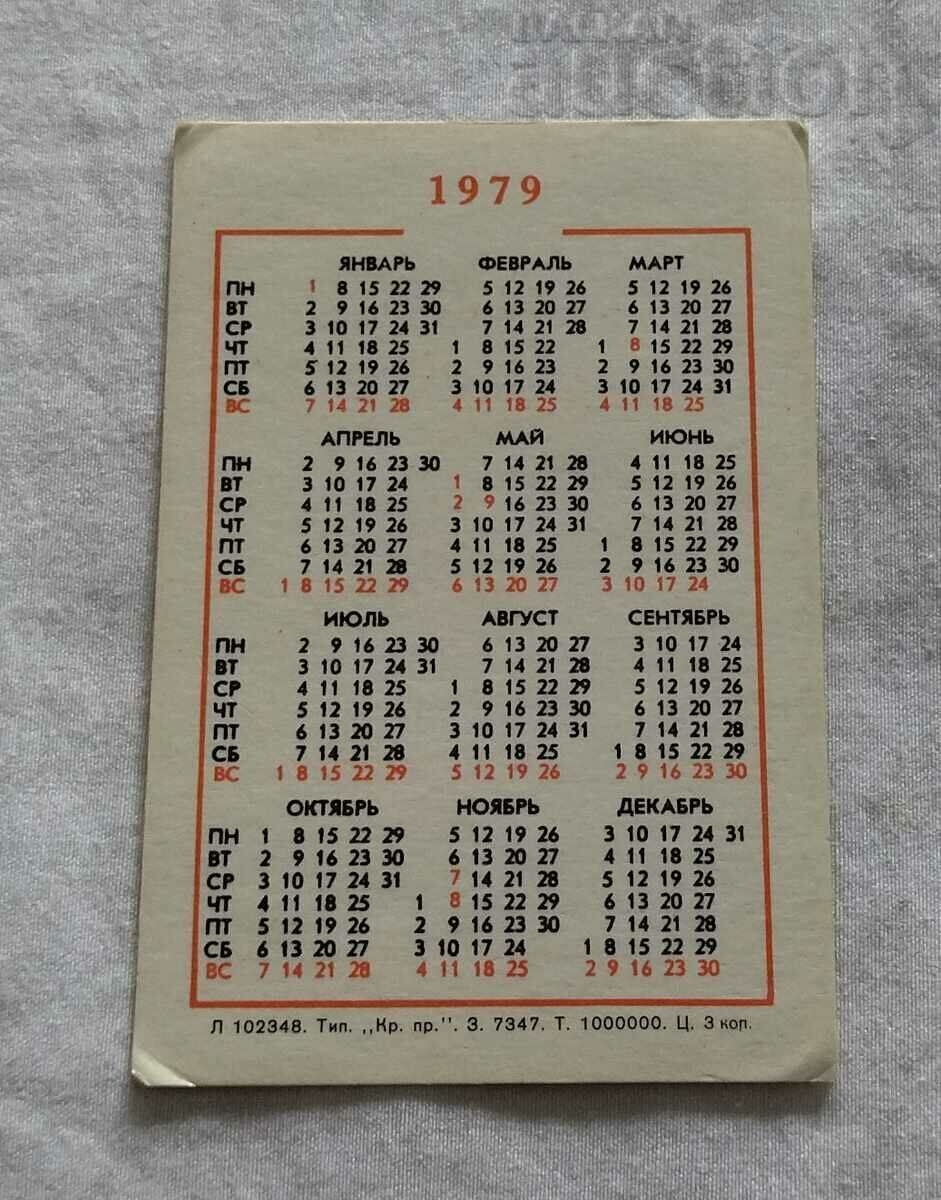 1979
ЯНВАРЬ ФЕВРАЛЬ МАРТ
ПН 1 8 15 22 29 5 12 19 26 5 12 19 26
ВТ 2 9 16 23 30 6 13 20 27 6 13 20 27
СР 3 10 17 24 31 7 14 21 28 7 14 21 28
ЧТ 4 11 18 25 1 8 15 22 1 8 15 22 29
ПТ 5 12 19 26 2 9 16 23 2 9 16 23 30
СБ 6 13 20 27 3 10 17 24 3 10 17 24 31
ВС 7 14 21 28 4 11 18 25 4 11 18 25
АПРЕЛЬ МАЙ ИЮНЬ
ПН 2 9 16 23 30 7 14 21 28 4 11 18 25
ВТ 3 10 17 24 1 8 15 22 29 5 12 19 26
СР 4 11 18 25 2 9 16 23 30 6 13 20 27
ЧТ 5 12 19 26 3 10 17 24 31 7 14 21 28
ПТ 6 13 20 27 4 11 18 25 1 8 15 22 29
СБ 7 14 21 28 5 12 19 26 2 9 16 23 30
ВС 1 8 15 22 29 6 13 20 27 3 10 17 24
ИЮЛЬ АВГУСТ СЕНТЯБРЬ
ПН 2 9 16 23 30 6 13 20 27 3 10 17 24
ВТ 3 10 17 24 31 7 14 21 28 4 11 18 25
СР 4 11 18 25 1 8 15 22 29 5 12 19 26
ЧТ 5 12 19 26 2 9 16 23 30 6 13 20 27
ПТ 6 13 20 27 3 10 17 24 31 7 14 21 28
СБ 7 14 21 28 4 11 18 25 1 8 15 22 29
ВС 1 8 15 22 29 5 12 19 26 2 9 16 23 30
ОКТЯБРЬ НОЯБРЬ ДЕКАБРЬ
ПН 1 8 15 22 29 5 12 19 26 3 10 17 24 31
ВТ 2 9 16 23 30 6 13 20 27 4 11 18 25
СР 3 10 17 24 31 7 14 21 28 5 12 19 26
ЧТ 4 11 18 25 1 8 15 22 29 6 13 20 27
ПТ 5 12 19 26 2 9 16 23 30 7 14 21 28
СБ 6 13 20 27 3 10 17 24 1 8 15 22 29
ВС 7 14 21 28 4 11 18 25 2 9 16 23 30
Л 102348. Тип. ,,Кр. пр.". З. 7347. Т. 1000000. Ц. 3 коп.